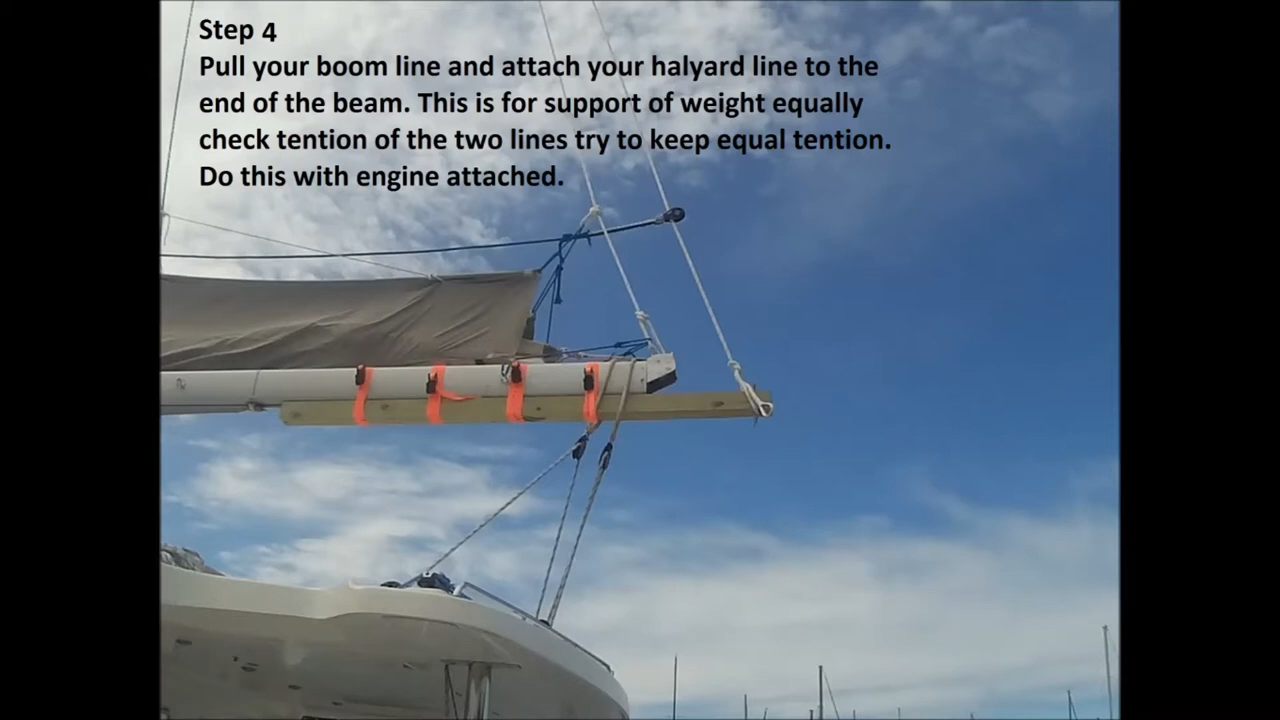 Step 4
Pull your boom line and attach your halyard line to the
end of the beam. This is for support of weight equally
check tention of the two lines try to keep equal tention.
Do this with engine attached.